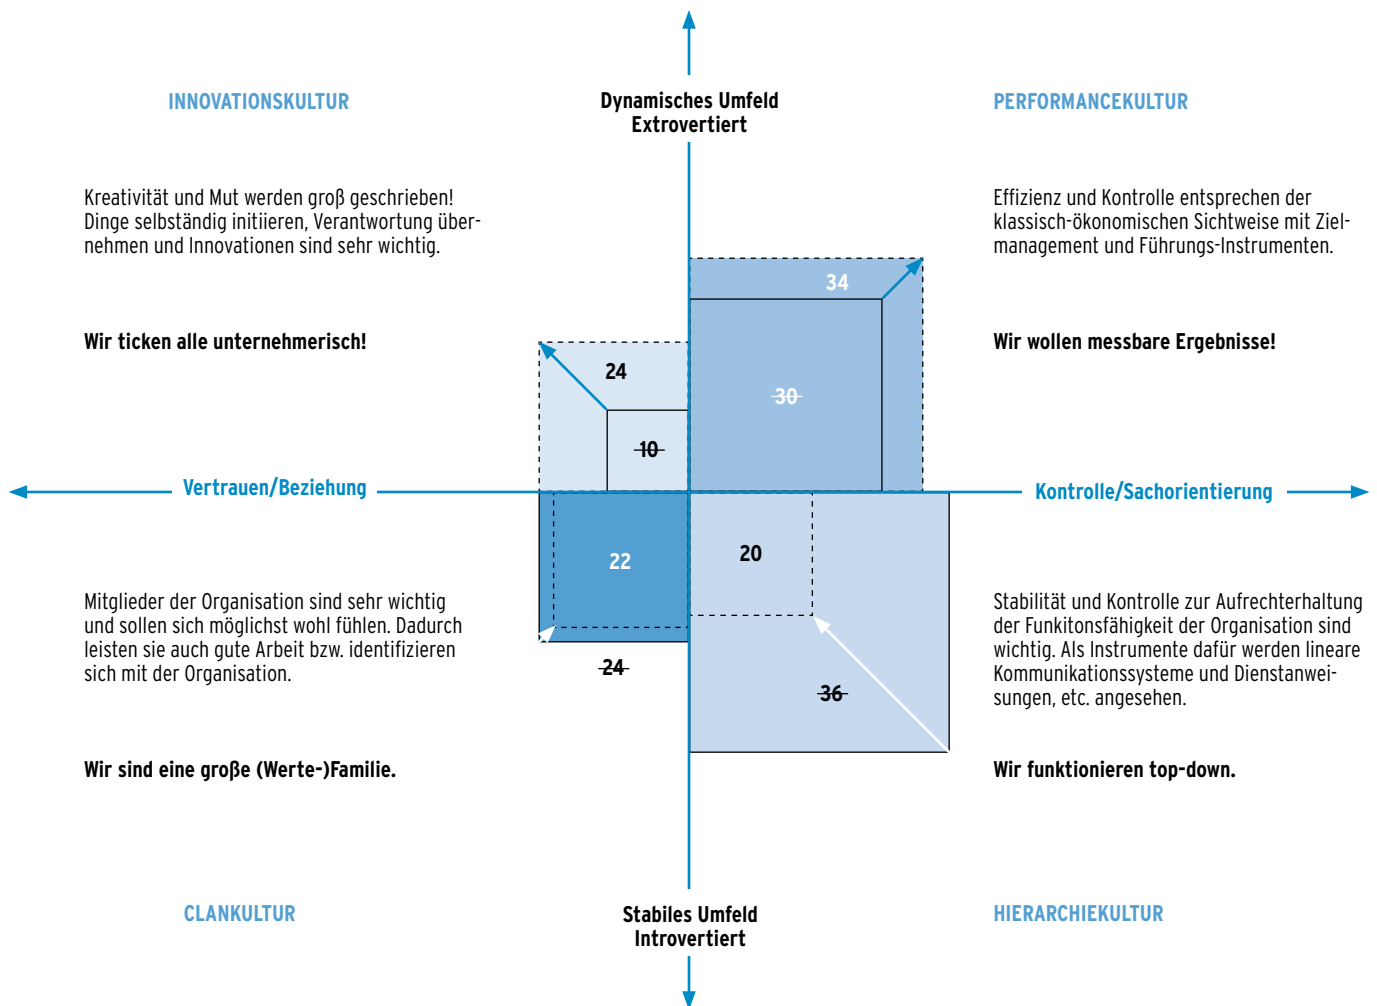 Dynamisches Umfeld
Extrovertiert
INNOVATIONSKULTUR
Kreativität und Mut werden groß geschrieben!
Dinge selbständig initiieren, Verantwortung über-
nehmen und Innovationen sind sehr wichtig.
Wir ticken alle unternehmerisch!
PERFORMANCEKULTUR
Effizienz und Kontrolle entsprechen der
klassisch-ökonomischen Sichtweise mit Ziel-
management und Führungs-Instrumenten.
Wir wollen messbare Ergebnisse!
34
24
30
10
Vertrauen/Beziehung
Kontrolle/Sachorientierung
22
20
24
36
Mitglieder der Organisation sind sehr wichtig
und sollen sich möglichst wohl fühlen. Dadurch
leisten sie auch gute Arbeit bzw. identifizieren
sich mit der Organisation.
Wir sind eine große (Werte-)Familie.
CLANKULTUR
Stabilität und Kontrolle zur Aufrechterhaltung
der Funkitonsfähigkeit der Organisation sind
wichtig. Als Instrumente dafür werden lineare
Kommunikationssysteme und Dienstanwei-
sungen, etc. angesehen.
Wir funktionieren top-down.
HIERARCHIEKULTUR
Stabiles Umfeld
Introvertiert